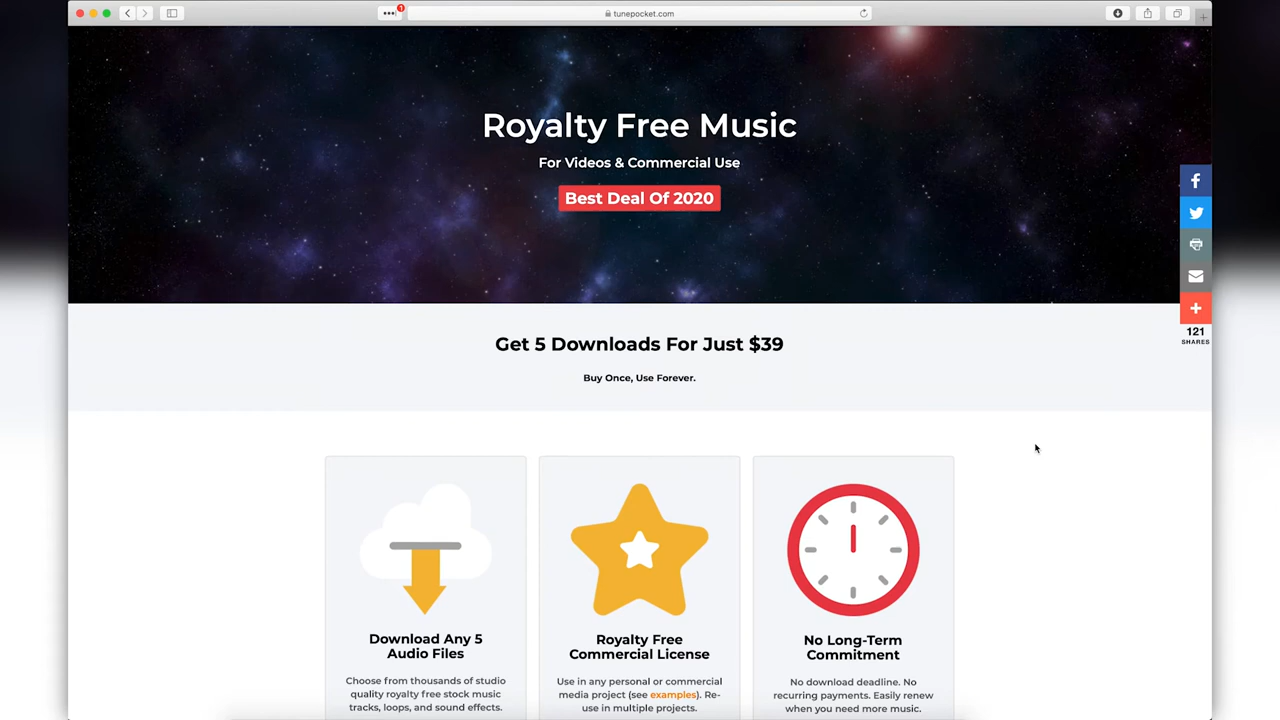 1
tunepocket.com
Royalty Free Music
For Videos & Commercial Use
Best Deal Of 2020
121
SHARES
Get 5 Downloads For Just $39
Buy Once, Use Forever.
Download Any 5
Audio Files
Choose from thousands of studio
quality royalty free stock music
tracks, loops, and sound effects.
Royalty Free
Commercial License
Use in any personal or commercial
media project (see examples). Re-
use in multiple projects.
No Long-Term
Commitment
No download deadline. No
recurring payments. Easily renew
when you need more music.